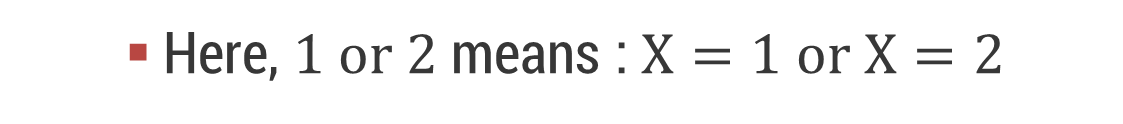 ▪ Here, 1 or 2 means : X = 1 or X = 2